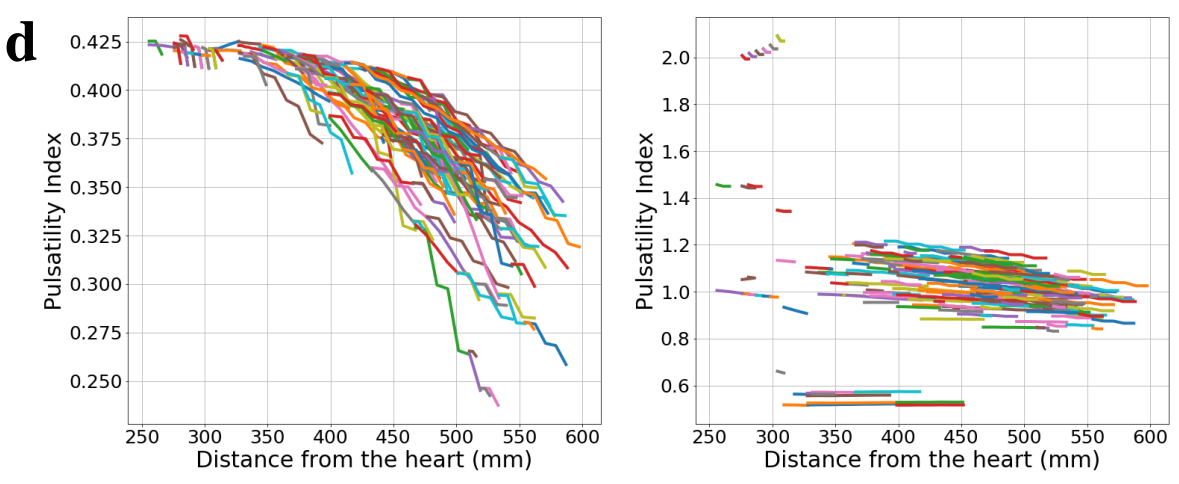 d
Pulsatility Index
0.425
0.400
0.375
0.350
0.325
0.300
0.275
0.250
250 300 350 400 450 500 550 600
Distance from the heart (mm)
Pulsatility Index
2.0
1.8
1.6
1.4
1.2
1.0
0.8
0.6
250 300 350 400 450 500 550 600
Distance from the heart (mm)